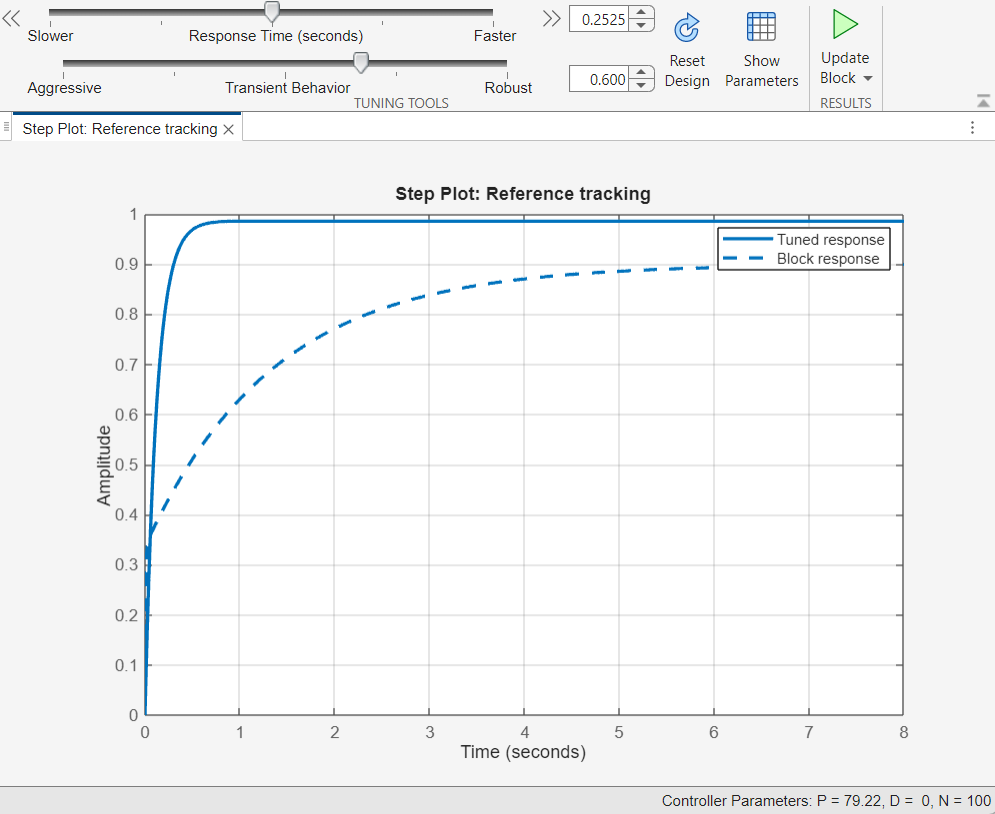 Slower Response Time (seconds) Faster
0.2525
Aggressive Transient Behavior Robust
0.600
Reset Design
Show Parameters
Update Block
TUNING TOOLS
RESULTS
Step Plot: Reference tracking
Step Plot: Reference tracking
Tuned response
Block response
1
0.9
0.8
0.7
0.6
0.5
0.4
0.3
0.2
0.1
0
Amplitude
0 1 2 3 4 5 6 7 8
Time (seconds)
Controller Parameters: P = 79.22, D = 0, N = 100